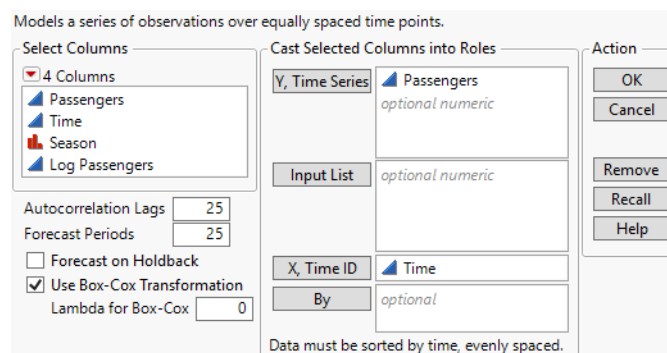 Models a series of observations over equally spaced time points.
Select Columns
4 Columns
Passengers
Time
Season
Log Passengers
Autocorrelation Lags 25
Forecast Periods 25
Forecast on Holdback
Use Box-Cox Transformation
Lambda for Box-Cox 0
Cast Selected Columns into Roles
Y, Time Series Passengers
optional numeric
Input List optional numeric
X, Time ID Time
By optional
Data must be sorted by time, evenly spaced.
Action
OK
Cancel
Remove
Recall
Help